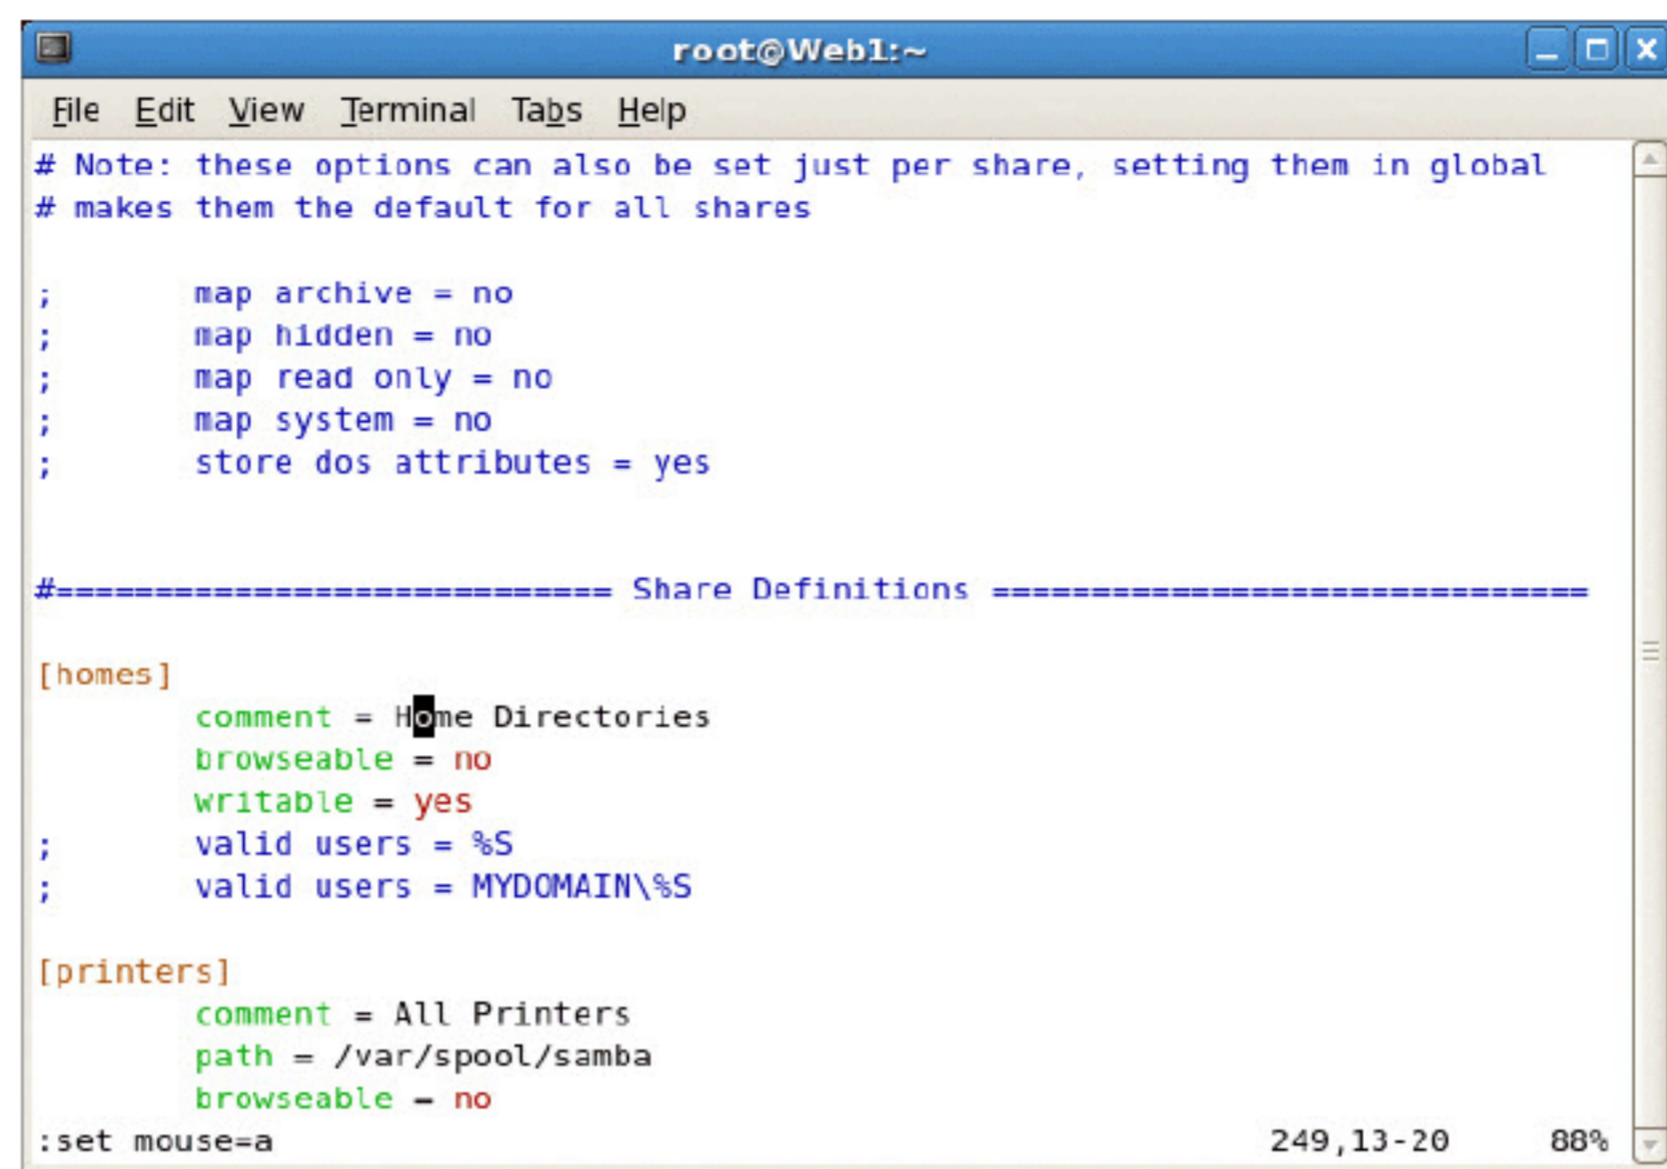 root@Web1:~
File Edit View Terminal Tabs Help
# Note: these options can also be set just per share, setting them in global
# makes them the default for all shares
;       map archive = no
;       map hidden = no
;       map read only = no
;       map system = no
;       store dos attributes = yes
#============================ Share Definitions ==============================
[homes]
        comment = Home Directories
        browseable = no
        writable = yes
;       valid users = %S
;       valid users = MYDOMAIN\%S
[printers]
        comment = All Printers
        path = /var/spool/samba
        browseable = no
:set mouse=a 249,13-20 88%